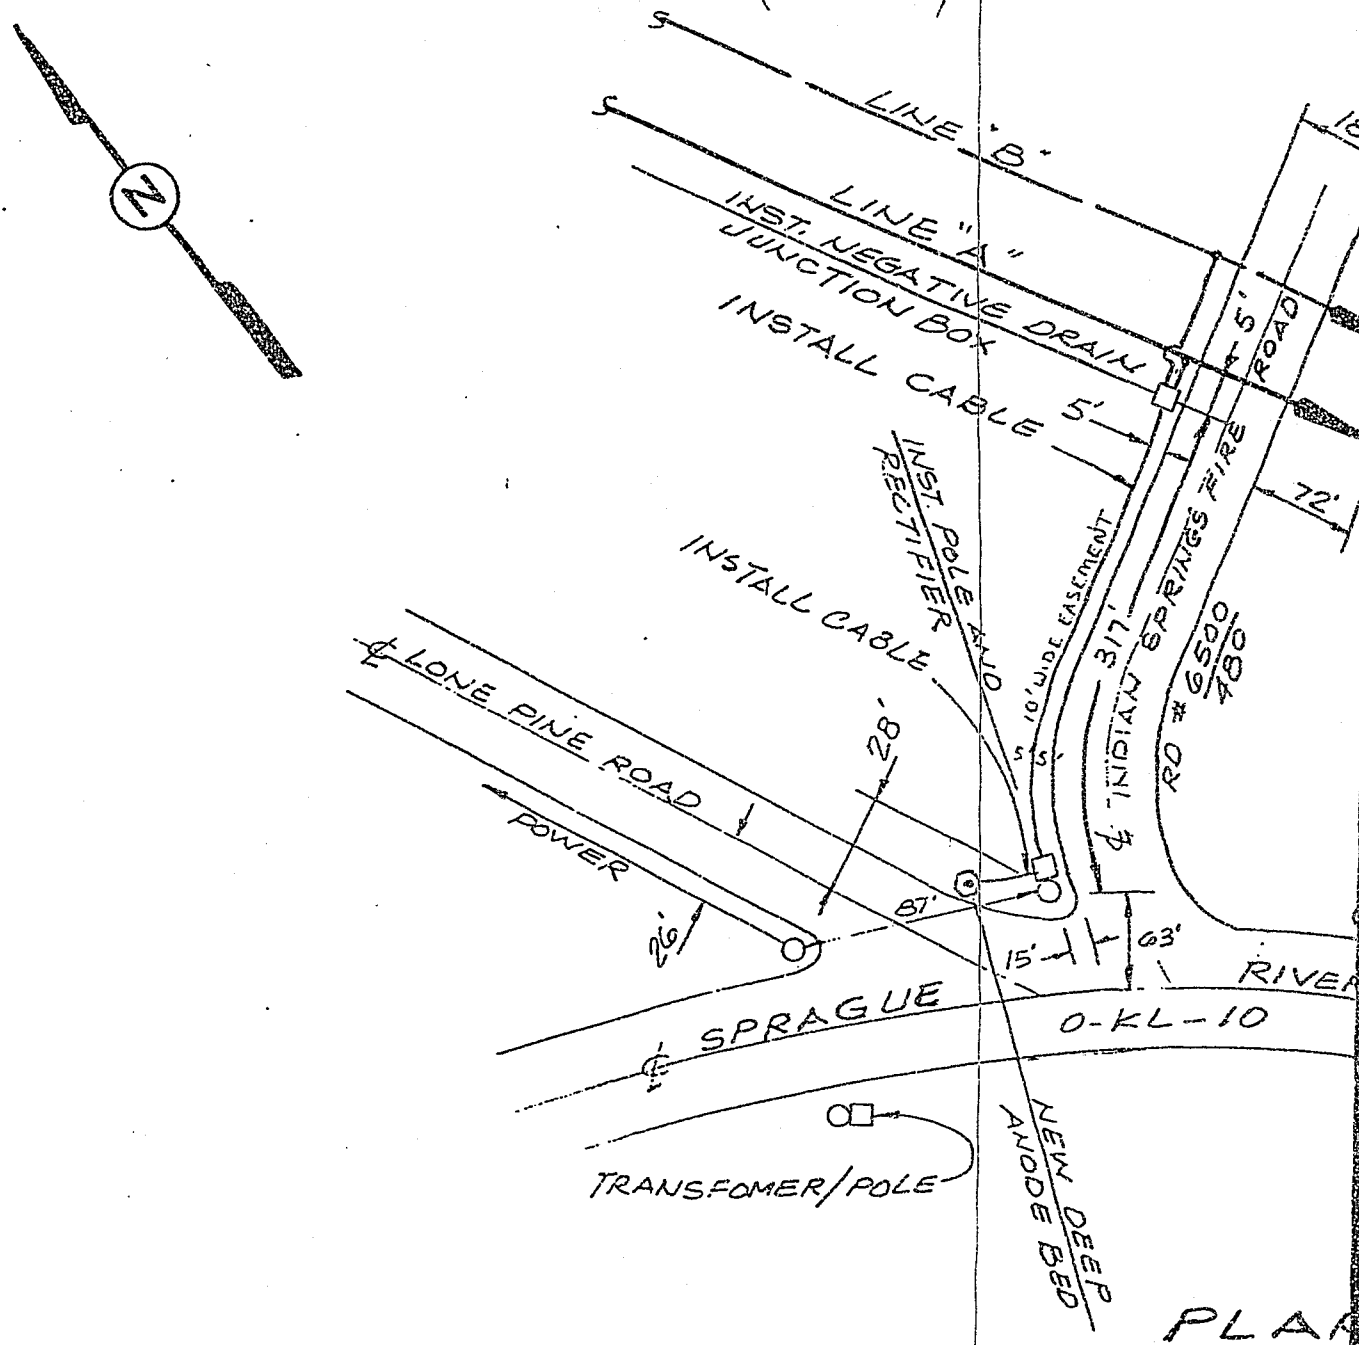 S
LINE "B"
18
S
LINE "A"
INST. NEGATIVE DRAIN
JUNCTION BOX
INSTALL CABLE
5'
5'
N
INST. POLE AND
RECTIFIER
72'
INSTALL CABLE
10' WIDE EASEMENT
5' 5'
317'
℄ INDIAN SPRINGS FIRE ROAD
RD # 6500
480
℄ LONE PINE ROAD
28'
POWER
26'
87'
15'
63'
℄ SPRAGUE RIVER
O-KL-10
TRANSFOMER/POLE
NEW DEEP
ANODE BED
PLAN